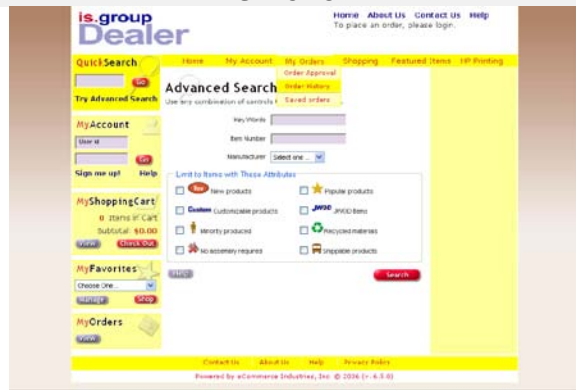 is.group
Dealer
Home About Us Contact Us Help
To place an order, please login.
QuickSearch
Go
Try Advanced Search
Home My Account My Orders Shopping Featured Items HP Printing
Order Approval
Order History
Saved orders
Advanced Search
Use any combination of controls
Key Words
Item Number
Manufacturer Select one ...
MyAccount
User Id
Go
Sign me up! Help
Limit to Items with These Attributes
New products
Popular products
Custom Customizable products
JWOD JWOD Items
Minority produced
Recycled materials
No assembly required
Shippable products
Help
Search
MyShoppingCart
0 Items in Cart
Subtotal $0.00
View Check Out
MyFavorites
Choose One...
Manage Shop
MyOrders
View
Contact Us About Us Help Privacy Policy
Powered by eCommerce Industries, Inc. © 2006